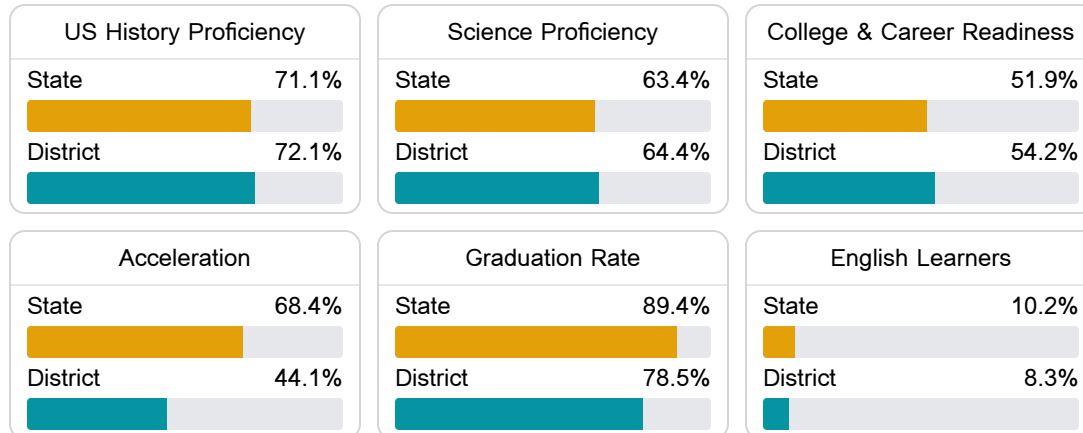 US History Proficiency
State 71.1%
District 72.1%
Science Proficiency
State 63.4%
District 64.4%
College & Career Readiness
State 51.9%
District 54.2%
Acceleration
State 68.4%
District 44.1%
Graduation Rate
State 89.4%
District 78.5%
English Learners
State 10.2%
District 8.3%